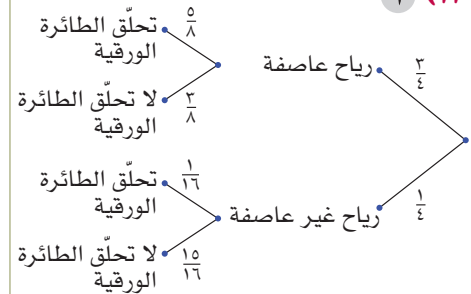 ١
٣/٤
رياح عاصفة
٥/٨
تحلّق الطائرة
الورقية
٣/٨
لا تحلّق الطائرة
الورقية
١/٤
رياح غير عاصفة
١/١٦
تحلّق الطائرة
الورقية
١٥/١٦
لا تحلّق الطائرة
الورقية